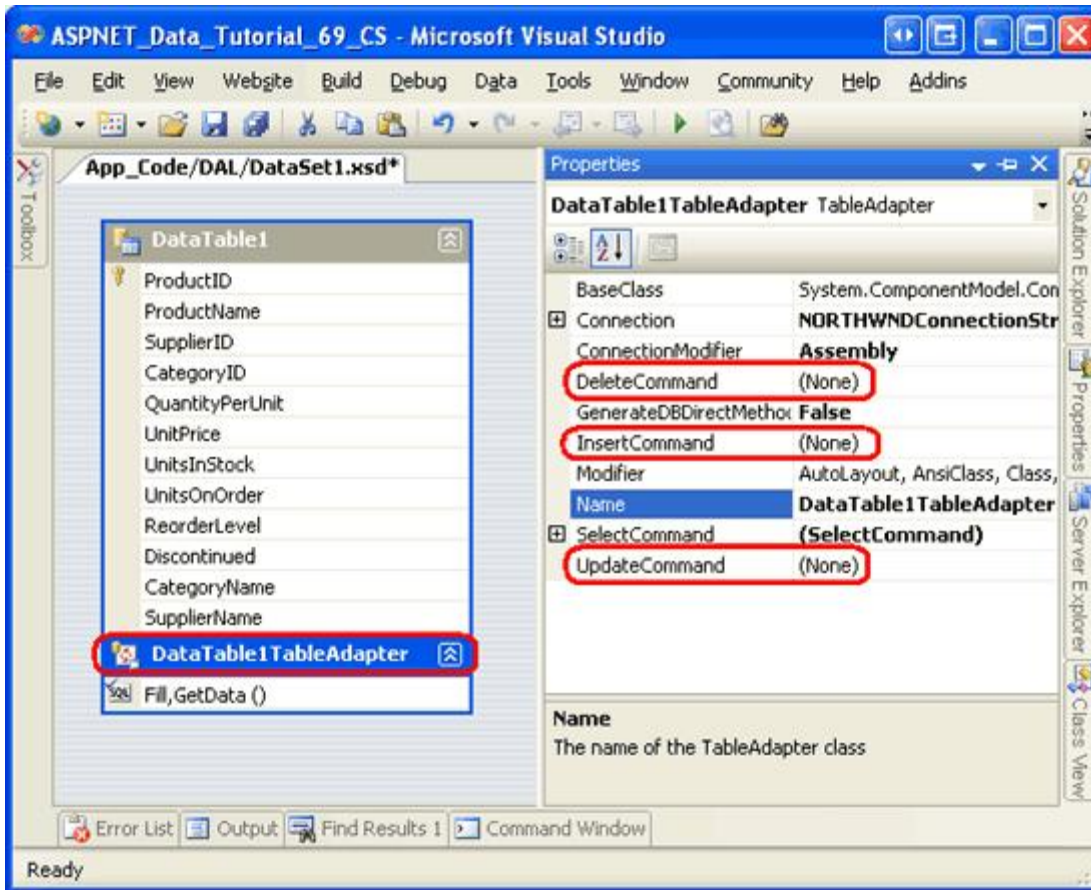 ASPNET_Data_Tutorial_69_CS - Microsoft Visual Studio
File Edit View Website Build Debug Data Tools Window Community Help Addins
Toolbox
App_Code/DAL/DataSet1.xsd*
DataTable1
ProductID
ProductName
SupplierID
CategoryID
QuantityPerUnit
UnitPrice
UnitsInStock
UnitsOnOrder
ReorderLevel
Discontinued
CategoryName
SupplierName
DataTable1TableAdapter
SQL Fill,GetData ()
Properties
DataTable1TableAdapter TableAdapter
BaseClass System.ComponentModel.Con
Connection NORTHWNDConnectionStr
ConnectionModifier Assembly
DeleteCommand (None)
GenerateDBDirectMethod False
InsertCommand (None)
Modifier AutoLayout, AnsiClass, Class,
Name DataTable1TableAdapter
SelectCommand (SelectCommand)
UpdateCommand (None)
Name
The name of the TableAdapter class
Solution Explorer
Properties
Server Explorer
Class View
Error List Output Find Results 1 Command Window
Ready